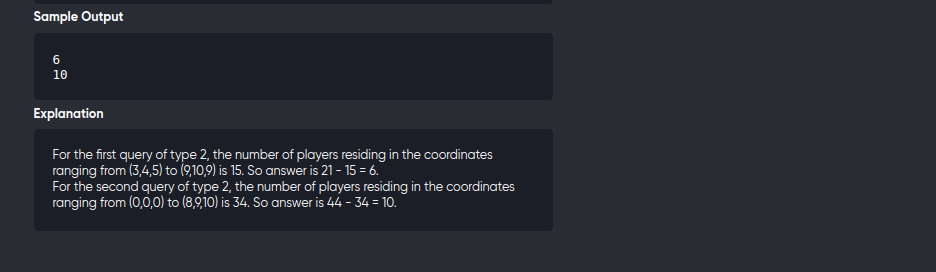 Sample Output
6
10
Explanation
For the first query of type 2, the number of players residing in the coordinates
ranging from (3,4,5) to (9,10,9) is 15. So answer is 21 - 15 = 6.
For the second query of type 2, the number of players residing in the coordinates
ranging from (0,0,0) to (8,9,10) is 34. So answer is 44 - 34 = 10.